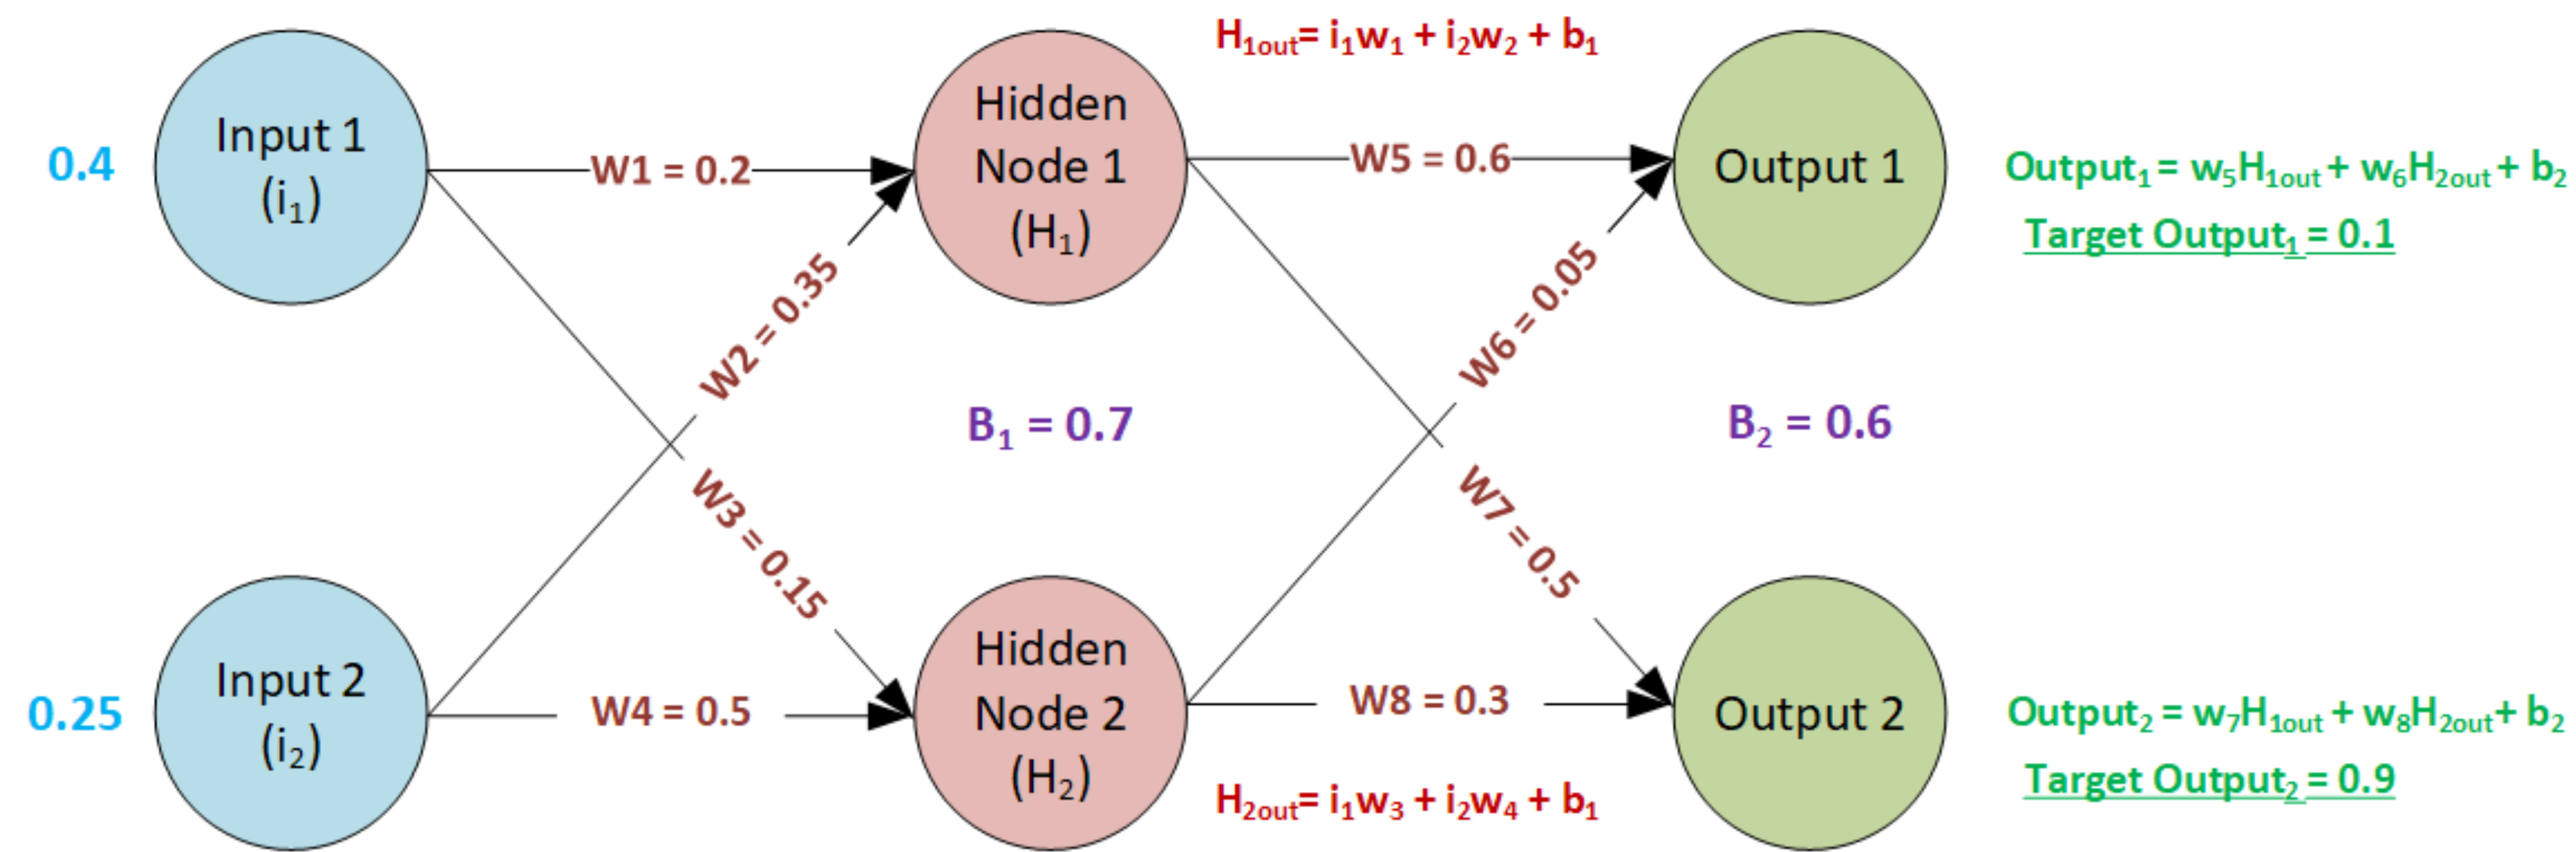 H₁out= i₁w₁ + i₂w₂ + b₁
0.4
Input 1
(i₁)
W1 = 0.2
Hidden
Node 1
(H₁)
W5 = 0.6
Output 1
Output₁ = w₅H₁out + w₆H₂out + b₂
Target Output₁ = 0.1
W2 = 0.35
W6 = 0.05
B₁ = 0.7
B₂ = 0.6
W3 = 0.15
W7 = 0.5
0.25
Input 2
(i₂)
W4 = 0.5
Hidden
Node 2
(H₂)
W8 = 0.3
Output 2
Output₂ = w₇H₁out + w₈H₂out+ b₂
Target Output₂ = 0.9
H₂out= i₁w₃ + i₂w₄ + b₁